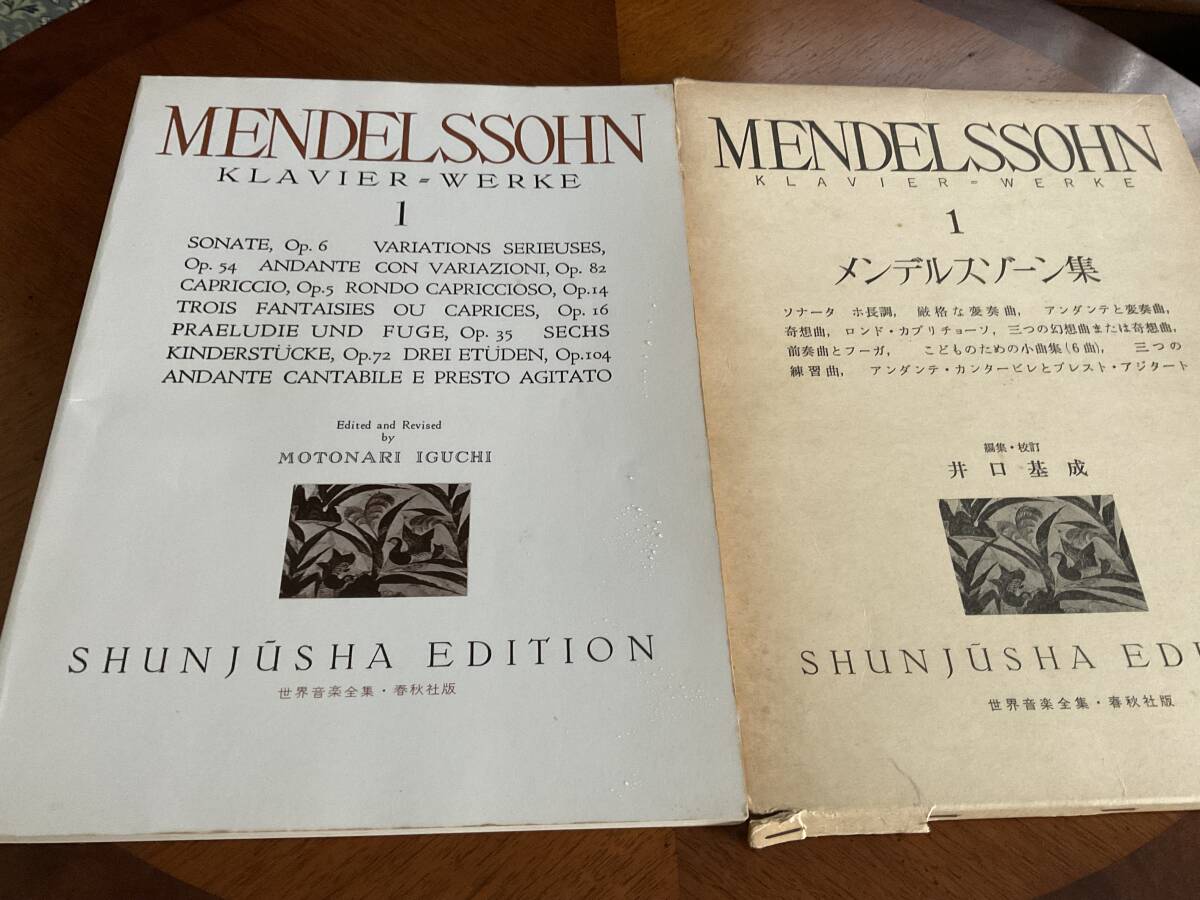 MENDELSSOHN
KLAVIER=WERKE
1
SONATE, Op. 6 VARIATIONS SERIEUSES,
Op. 54 ANDANTE CON VARIAZIONI, Op. 82
CAPRICCIO, Op.5 RONDO CAPRICCIOSO, Op.14
TROIS FANTAISIES OU CAPRICES, Op. 16
PRAELUDIE UND FUGE, Op. 35 SECHS
KINDERSTÜCKE, Op.72 DREI ETÜDEN, Op.104
ANDANTE CANTABILE E PRESTO AGITATO
Edited and Revised
by
MOTONARI IGUCHI
SHUNJŪSHA EDITION
世界音楽全集・春秋社版
MENDELSSOHN
KLAVIER=WERKE
1
メンデルスゾーン集
ソナータ ホ長調, 厳格な変奏曲, アンダンテと変奏曲,
奇想曲, ロンド・カプリチョーソ, 三つの幻想曲または奇想曲,
前奏曲とフーガ, こどものための小曲集(6曲), 三つの
練習曲, アンダンテ・カンタービレとプレスト・アジタート
編集・校訂
井口基成
SHUNJŪSHA EDI
世界音楽全集・春秋社版